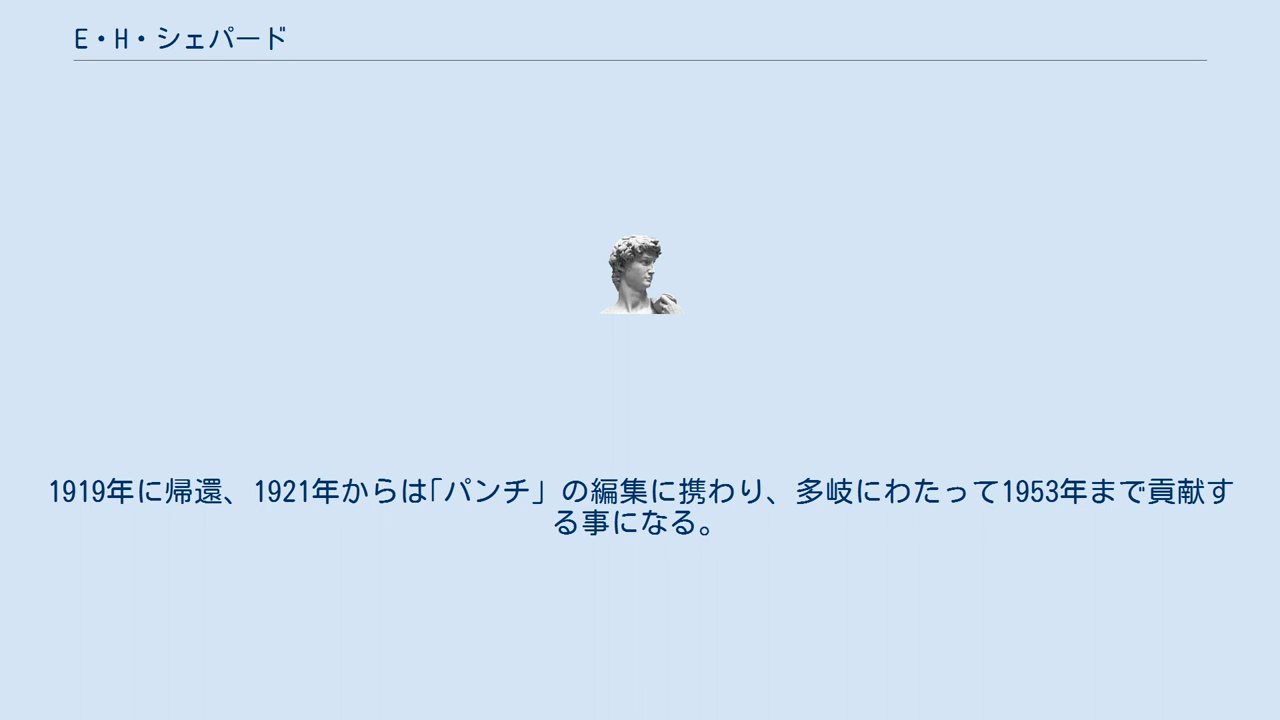 E・H・シェパード
1919年に帰還、1921年からは「パンチ」の編集に携わり、多岐にわたって1953年まで貢献す
る事になる。